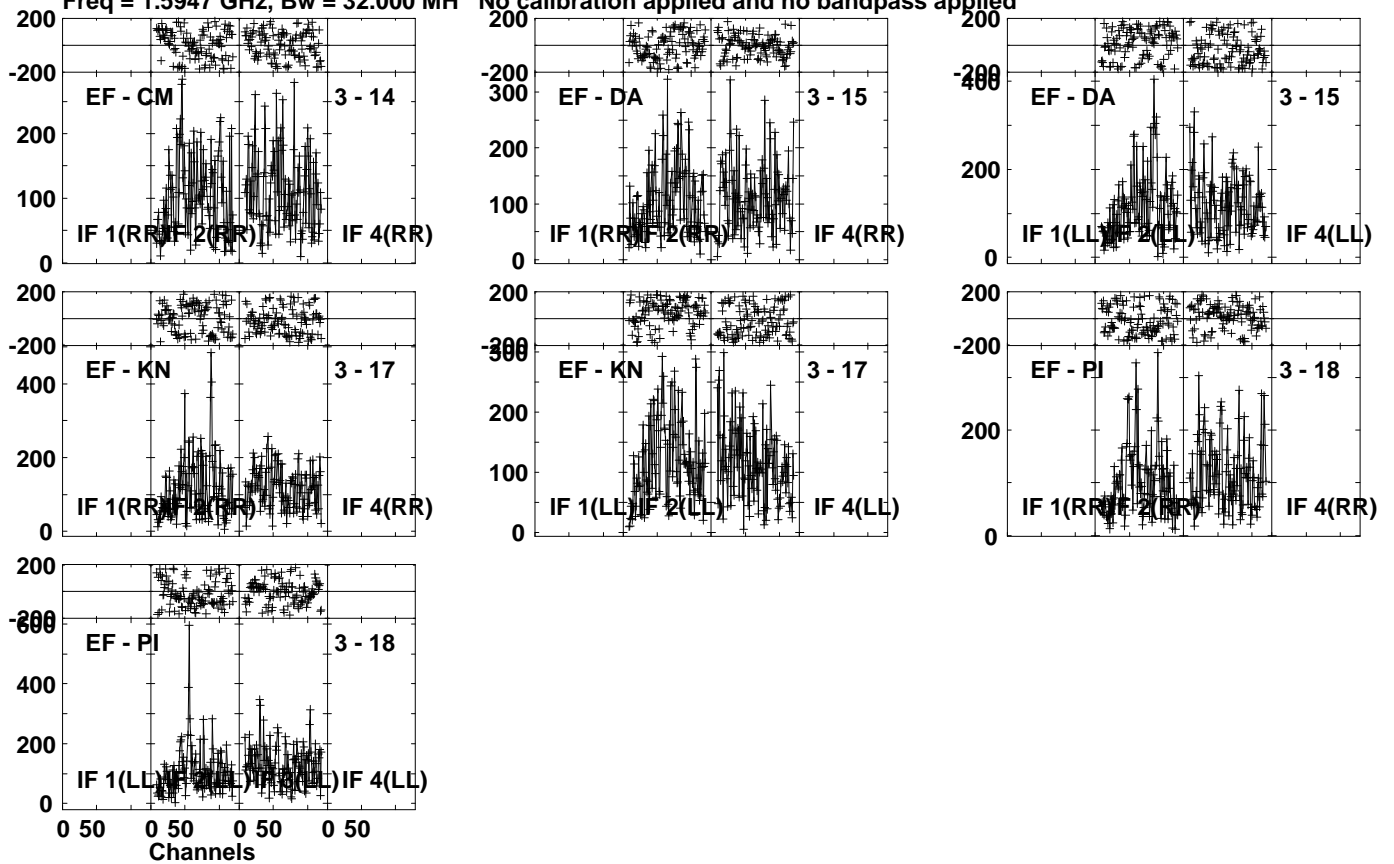 Freq = 1.5947 GHz, Bw = 32.000 MH No calibration applied and no bandpass applied
200
-200
EF - CM
3 - 14
200
100
0
IF 1(RR)
IF 2(RR)
IF 4(RR)
200
-200
300
EF - DA
3 - 15
200
100
0
IF 1(RR)
IF 2(RR)
IF 4(RR)
200
-200
400
EF - DA
3 - 15
200
0
IF 1(LL)
IF 2(LL)
IF 4(LL)
200
-200
EF - KN
3 - 17
400
200
0
IF 1(RR)
IF 2(RR)
IF 4(RR)
200
-200
300
EF - KN
3 - 17
200
100
0
IF 1(LL)
IF 2(LL)
IF 4(LL)
200
-200
EF - PI
3 - 18
200
0
IF 1(RR)
IF 2(RR)
IF 4(RR)
200
-200
600
EF - PI
3 - 18
400
200
0
IF 1(LL)
IF 2(LL)
IF 3(LL)
IF 4(LL)
0 50
0 50
0 50
0 50
Channels